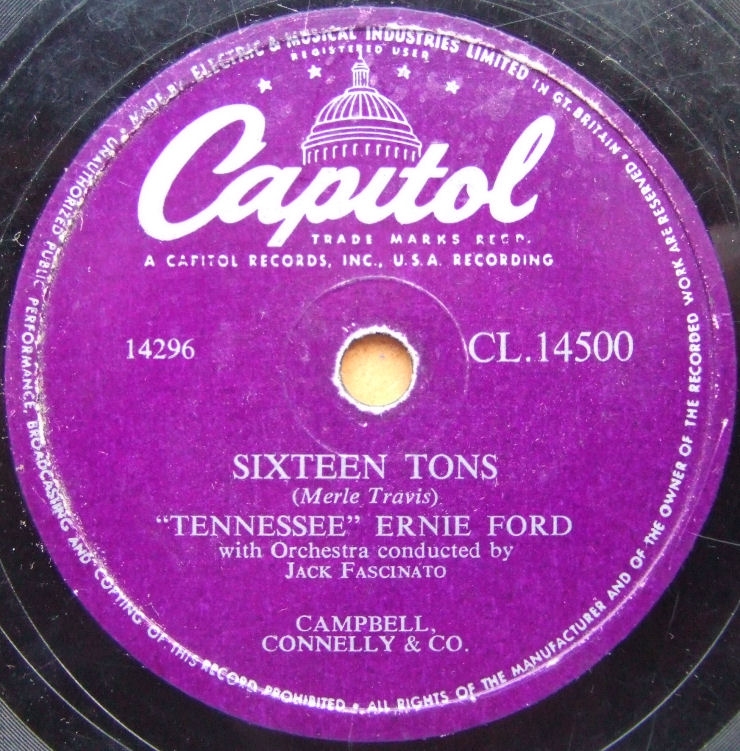 MADE BY ELECTRIC & MUSICAL INDUSTRIES LIMITED IN GT. BRITAIN • ALL RIGHTS OF THE MANUFACTURER AND OF THE OWNER OF THE RECORDED WORK ARE RESERVED • UNAUTHORIZED PUBLIC PERFORMANCE, BROADCASTING AND COPYING OF THIS RECORD PROHIBITED •
REGISTERED USER
Capitol
TRADE MARKS REGD.
A CAPITOL RECORDS, INC., U.S.A. RECORDING
14296 CL.14500
SIXTEEN TONS
(Merle Travis)
"TENNESSEE" ERNIE FORD
with Orchestra conducted by
JACK FASCINATO
CAMPBELL,
CONNELLY & CO.